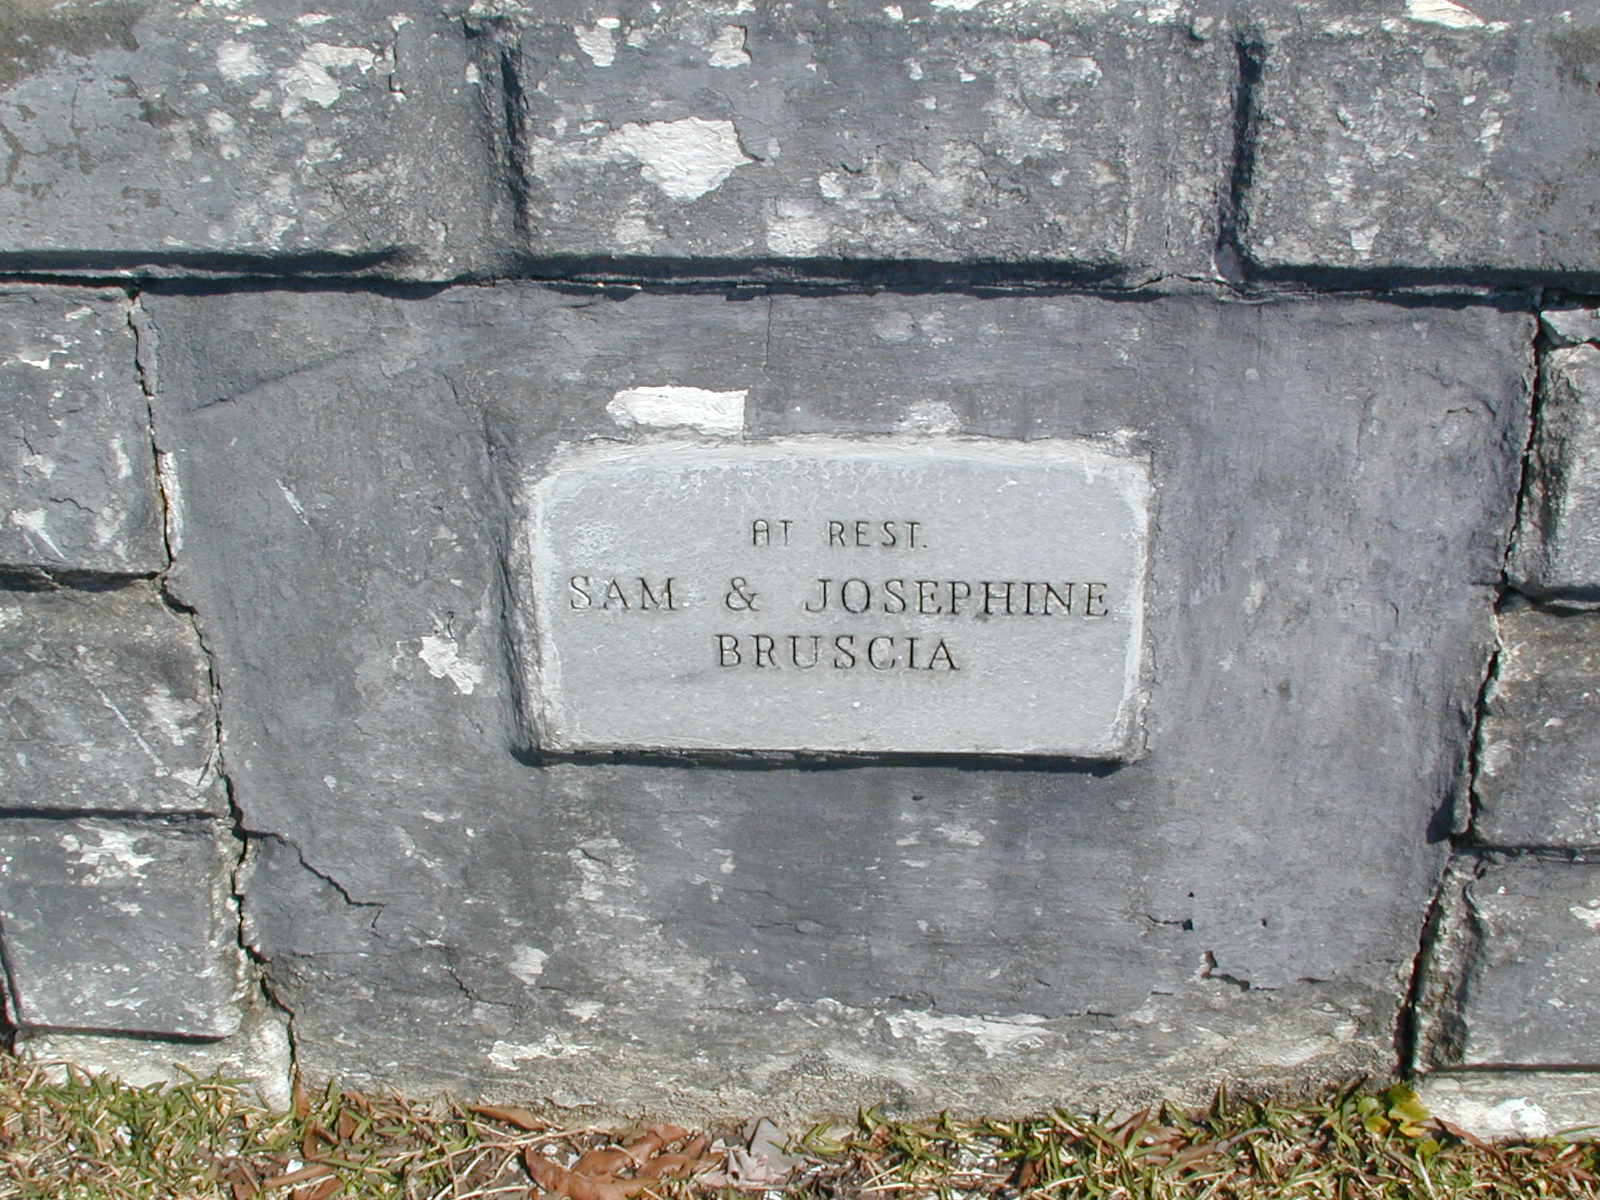 AT REST.
SAM & JOSEPHINE
BRUSCIA